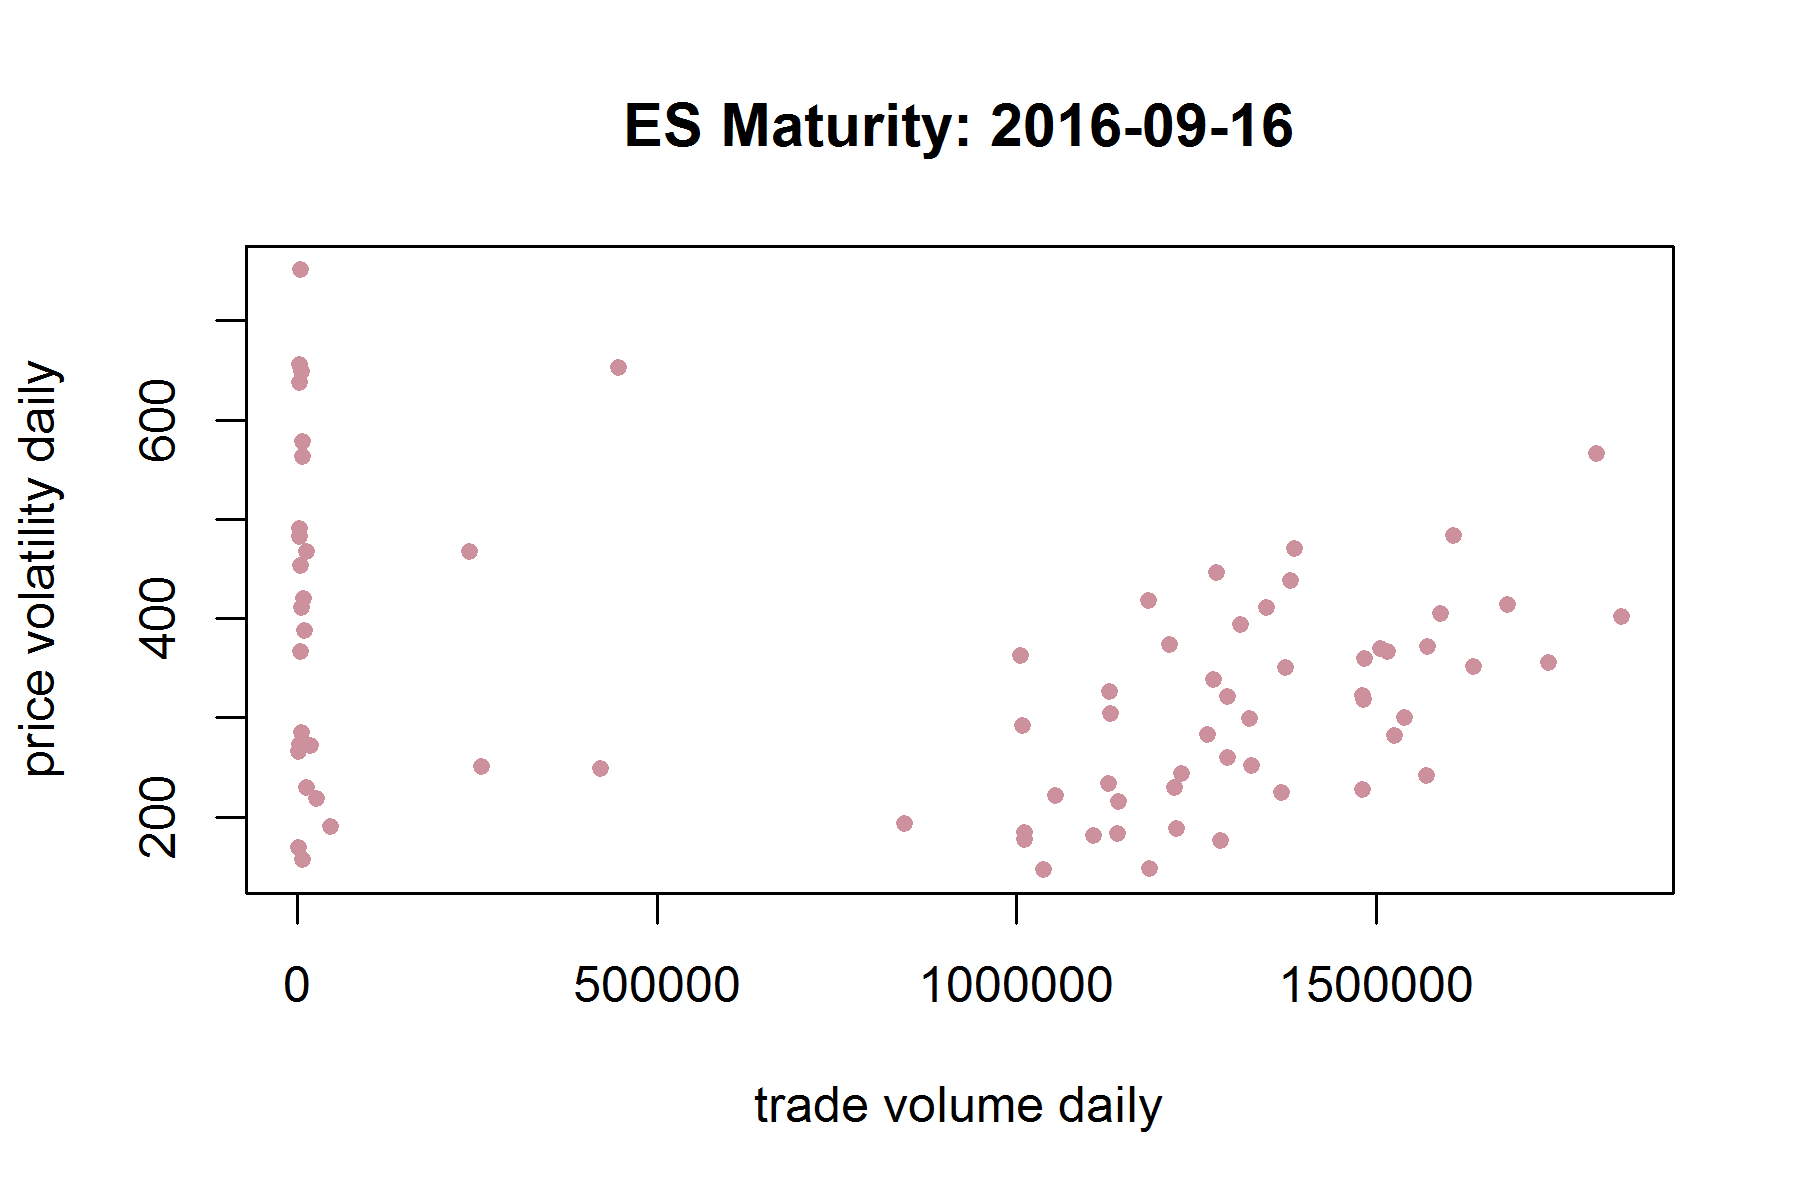 ES Maturity: 2016-09-16
price volatility daily
600
400
200
0 500000 1000000 1500000
trade volume daily